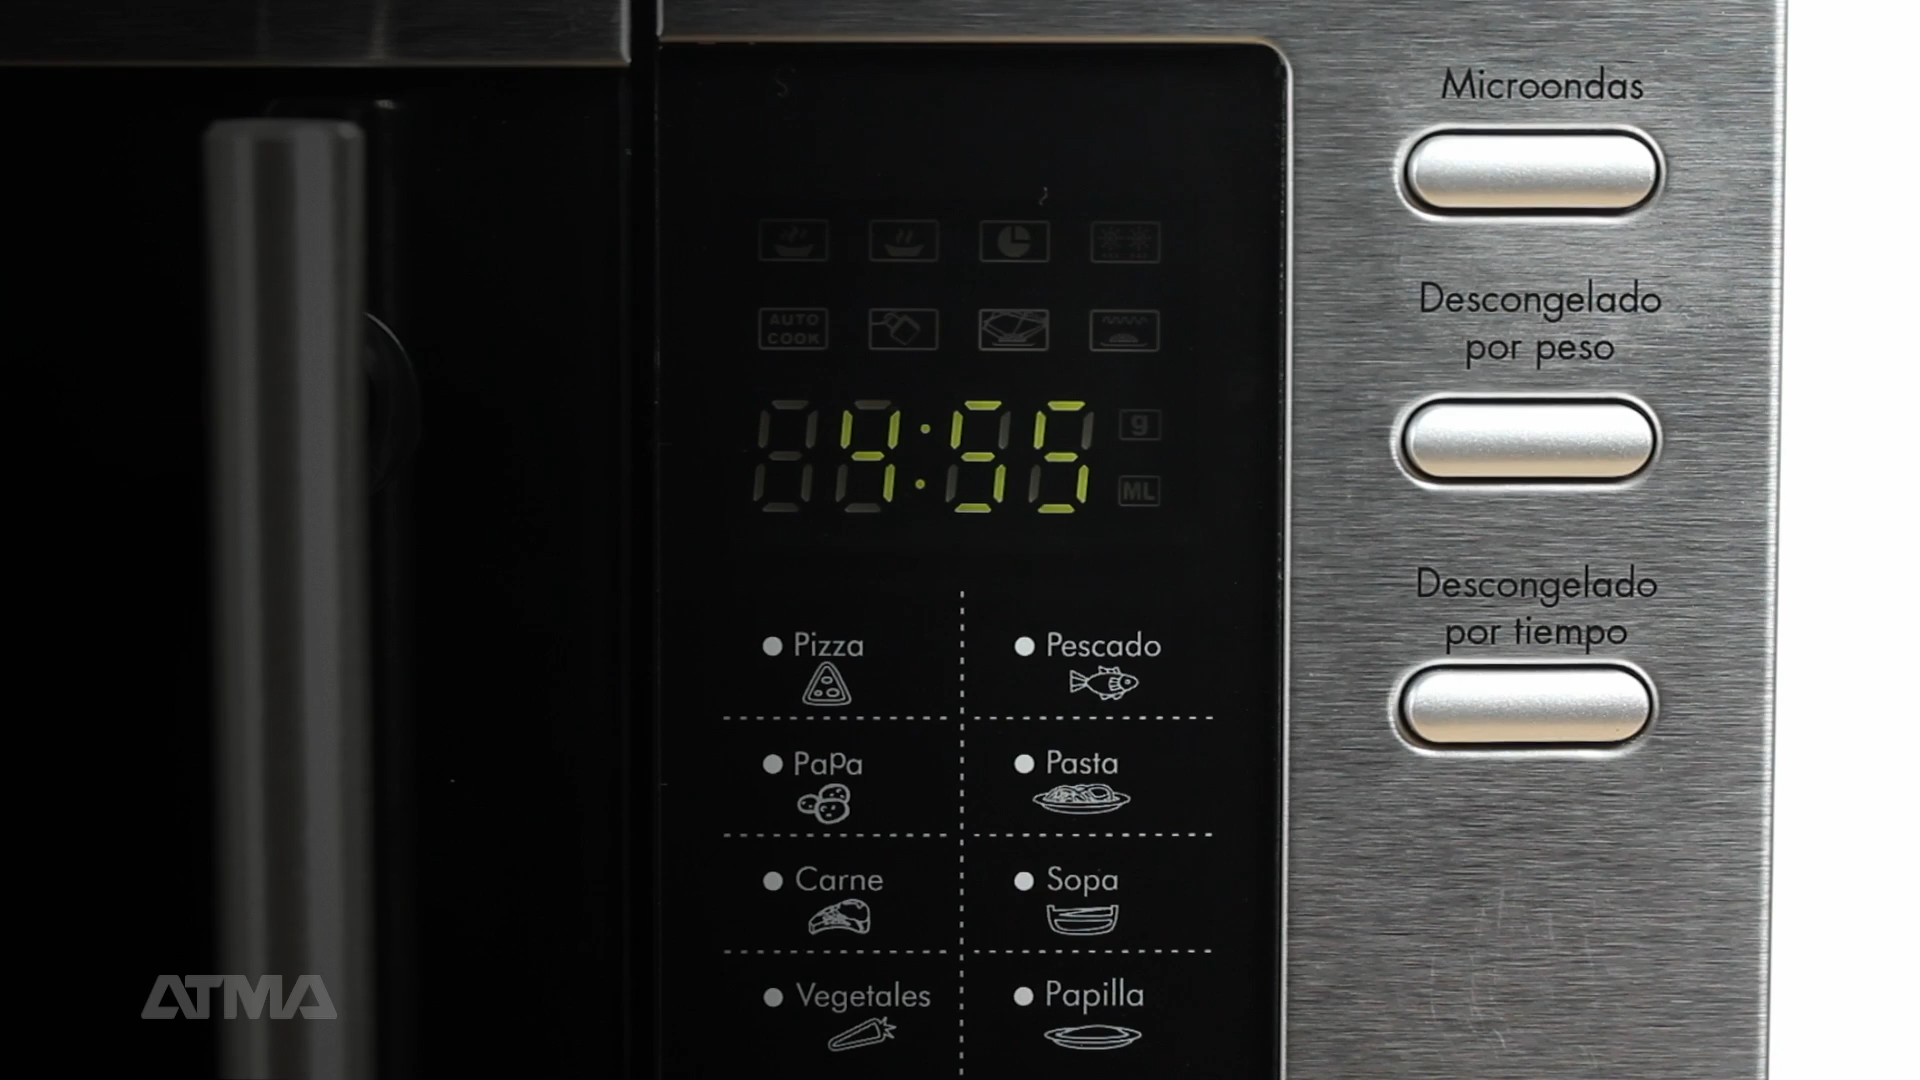 Microondas
Descongelado
por peso
Descongelado
por tiempo
AUTO
COOK
4:55
g
ML
Pizza
Pescado
Papa
Pasta
Carne
Sopa
Vegetales
Papilla
ATMA